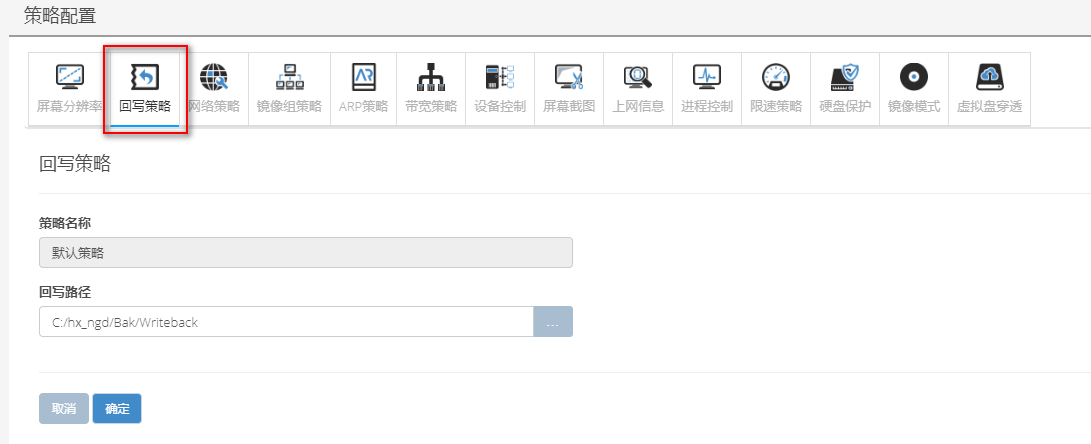 策略配置
屏幕分辨率 回写策略 网络策略 镜像组策略 ARP策略 带宽策略 设备控制 屏幕截图 上网信息 进程控制 限速策略 硬盘保护 镜像模式 虚拟盘穿透
回写策略
策略名称
默认策略
回写路径
C:/hx_ngd/Bak/Writeback ...
取消 确定